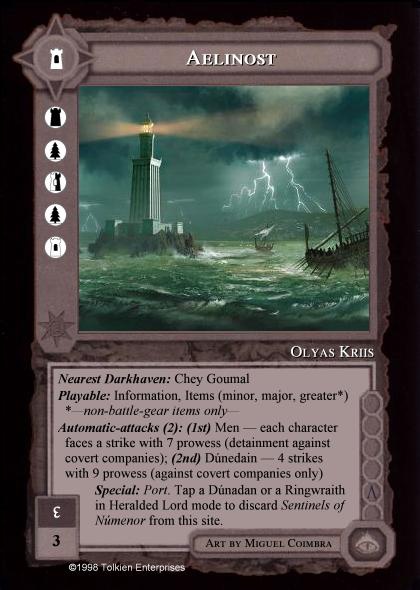 AELINOST
OLYAS KRIIS
Nearest Darkhaven: Chey Goumal
Playable: Information, Items (minor, major, greater*)
*—non-battle-gear items only—
Automatic-attacks (2): (1st) Men — each character
faces a strike with 7 prowess (detainment against
covert companies); (2nd) Dúnedain — 4 strikes
with 9 prowess (against covert companies only)
Special: Port. Tap a Dúnadan or a Ringwraith
in Heralded Lord mode to discard Sentinels of
Númenor from this site.
3
ART BY MIGUEL COIMBRA
©1998 Tolkien Enterprises